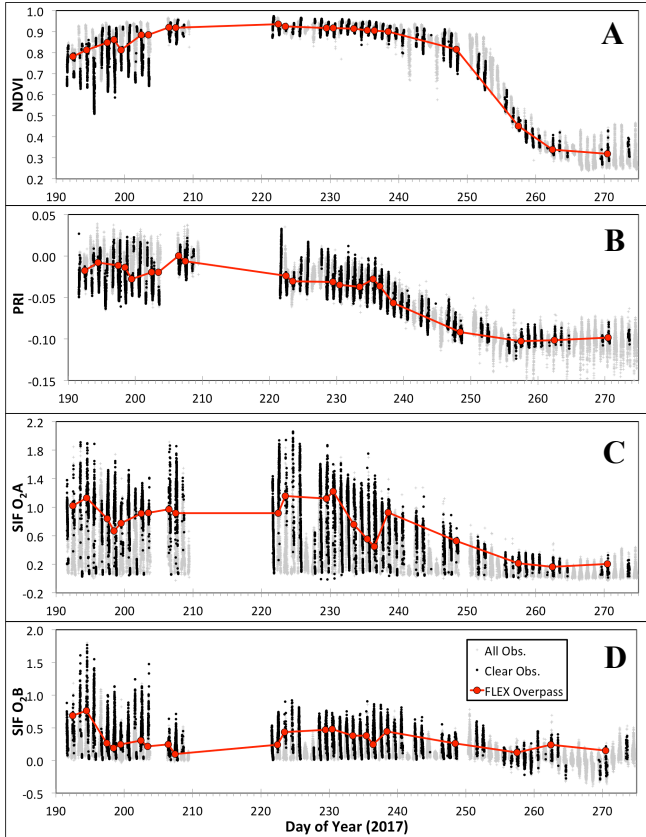 A
NDVI
1.0
0.9
0.8
0.7
0.6
0.5
0.4
0.3
0.2
190 200 210 220 230 240 250 260 270
B
PRI
0.05
0.00
-0.05
-0.10
-0.15
190 200 210 220 230 240 250 260 270
C
SIF O₂A
2.2
1.8
1.4
1.0
0.6
0.2
-0.2
190 200 210 220 230 240 250 260 270
D
SIF O₂B
2.0
1.5
1.0
0.5
0.0
-0.5
All Obs.
Clear Obs.
FLEX Overpass
190 200 210 220 230 240 250 260 270
Day of Year (2017)